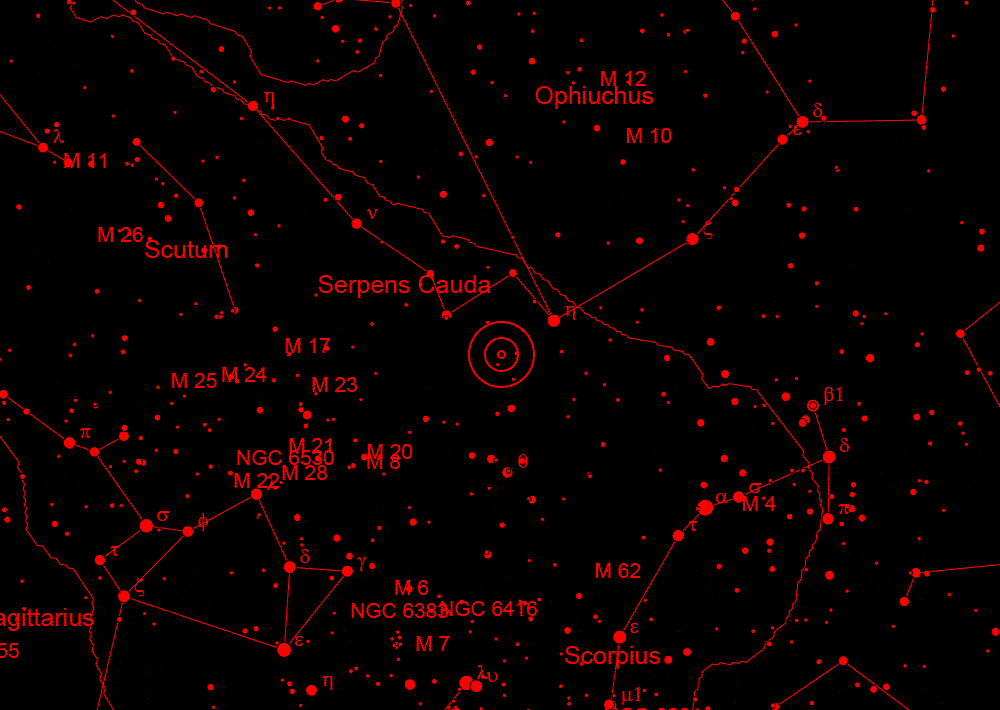 M 12
Ophiuchus
η
δ
ε
M 10
λ
M 11
ν
ζ
M 26
Scutum
Serpens Cauda
η
M 17
M 24
M 25
M 23
β1
π
M 21
M 20
NGC 6530
M 8
θ
δ
M 28
M 22
α
σ
M 4
σ
φ
τ
π
τ
δ
γ
M 62
ζ
M 6
NGC 6383
NGC 6416
agittarius
ε
ε
M 7
55
Scorpius
η
λ
υ
μ1